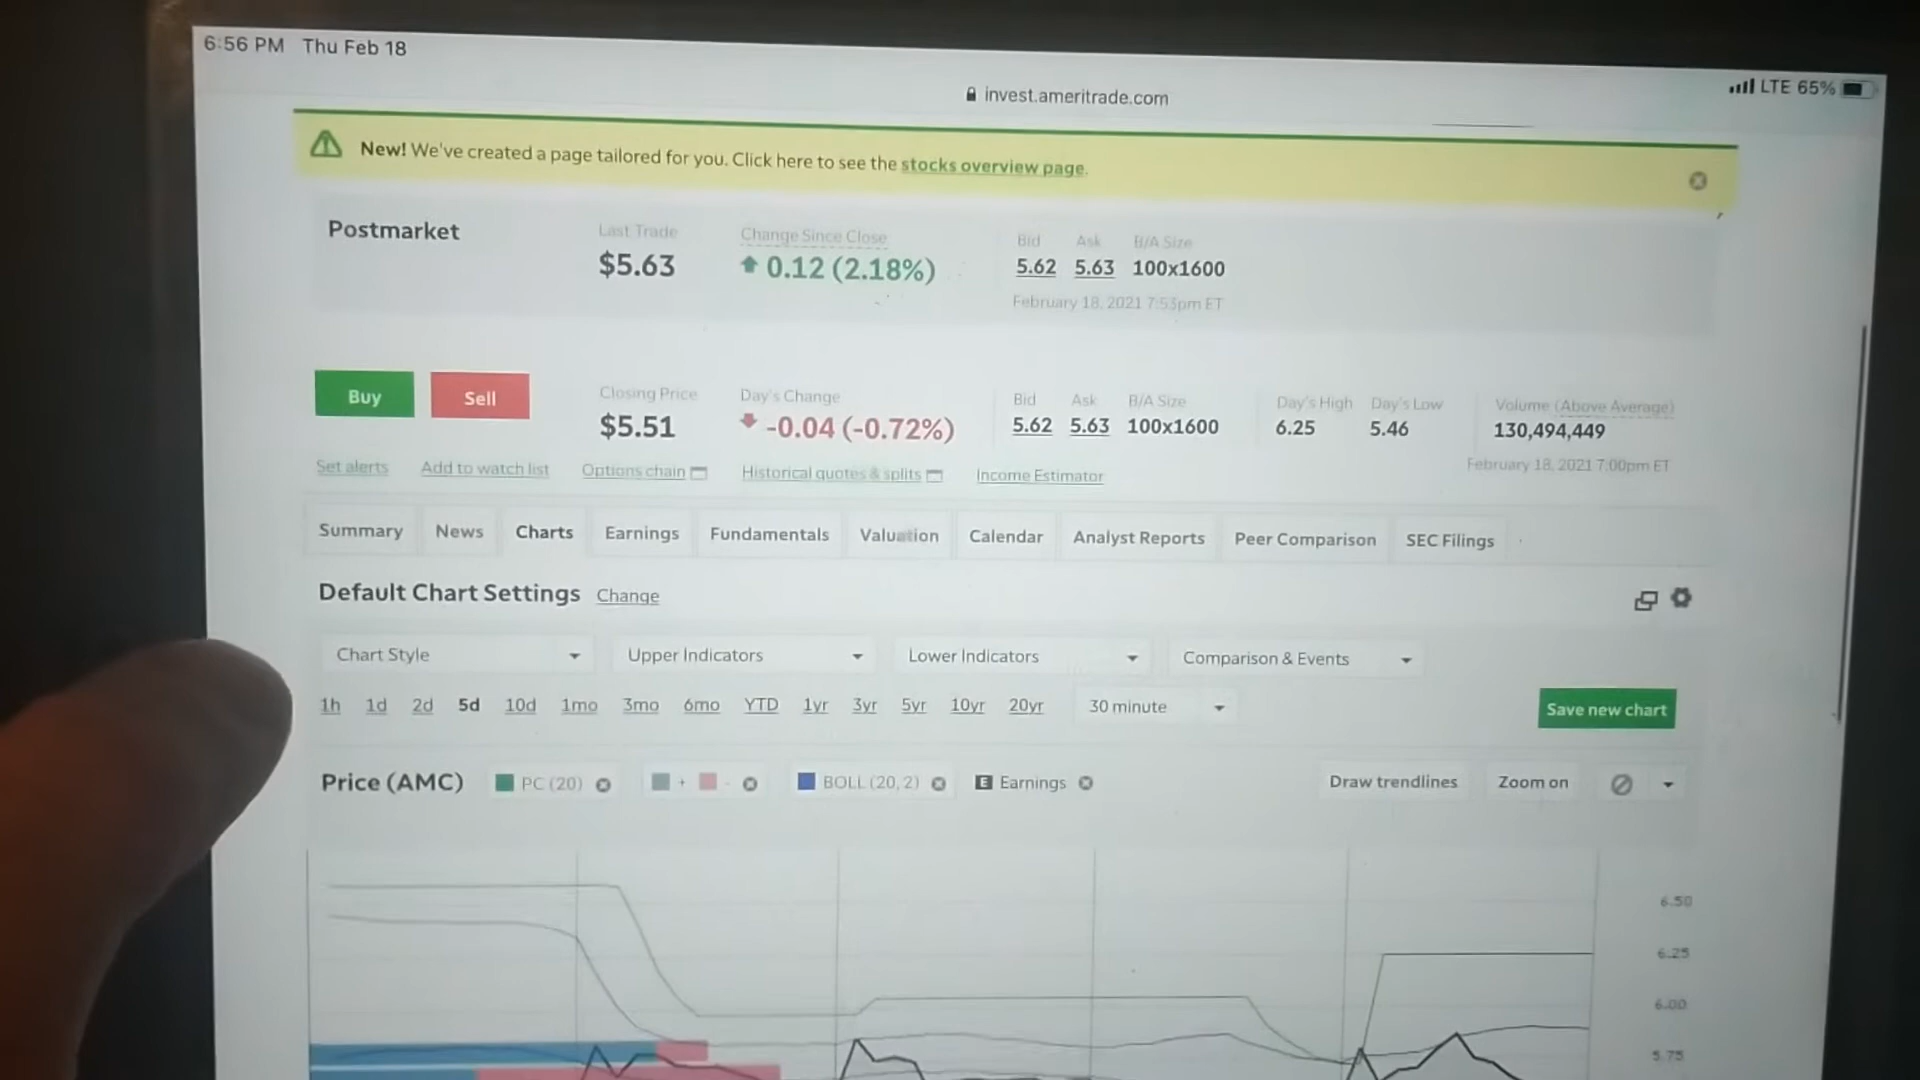 6:56 PM Thu Feb 18
LTE 65%
invest.ameritrade.com
New! We've created a page tailored for you. Click here to see the stocks overview page.
Postmarket
Last Trade
$5.63
Change Since Close
0.12 (2.18%)
Bid Ask B/A Size
5.62 5.63 100x1600
February 18, 2021 7:53pm ET
Buy
Sell
Closing Price
$5.51
Day's Change
-0.04 (-0.72%)
Bid Ask B/A Size
5.62 5.63 100x1600
Day's High Day's Low
6.25 5.46
Volume (Above Average)
130,494,449
February 18, 2021 7:00pm ET
Set alerts Add to watch list Options chain Historical quotes & splits Income Estimator
Summary News Charts Earnings Fundamentals Valuation Calendar Analyst Reports Peer Comparison SEC Filings
Default Chart Settings Change
Chart Style Upper Indicators Lower Indicators Comparison & Events
1h 1d 2d 5d 10d 1mo 3mo 6mo YTD 1yr 3yr 5yr 10yr 20yr 30 minute
Save new chart
Price (AMC) PC (20) + - BOLL (20, 2) E Earnings Draw trendlines Zoom on
6.50
6.25
6.00
5.75